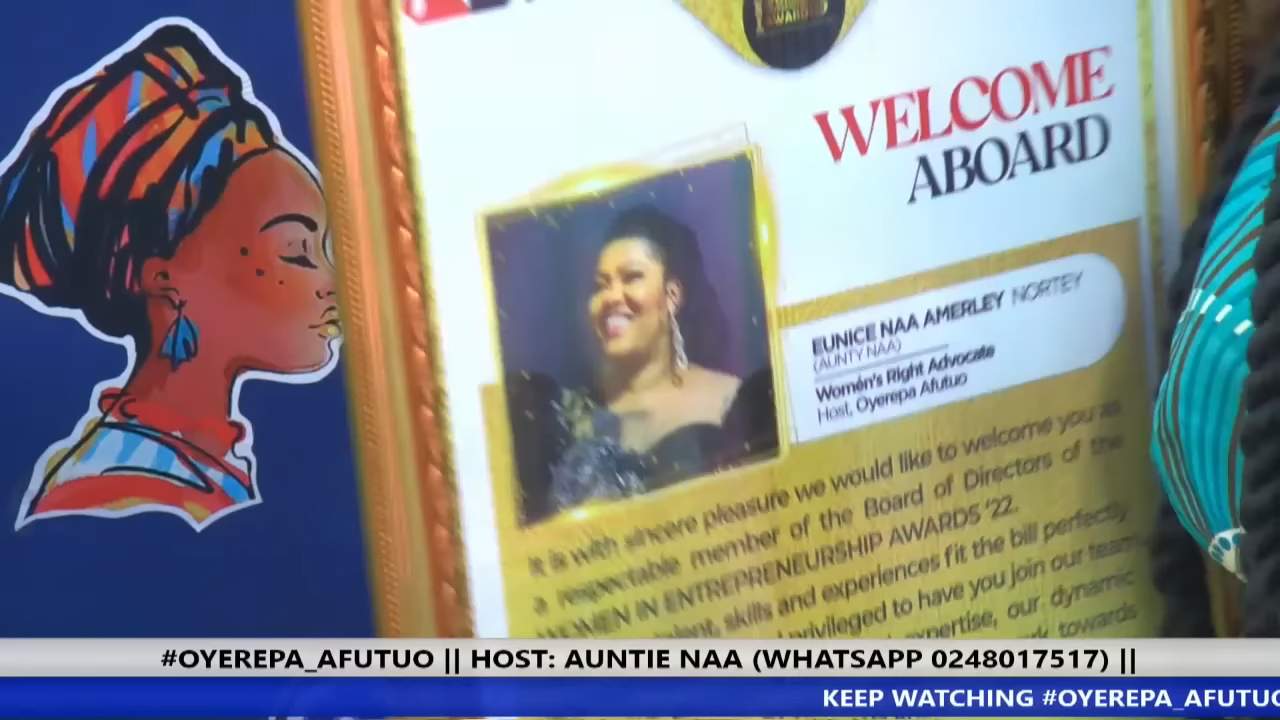 WELCOME
ABOARD
EUNICE NAA AMERLEY NORTEY
(AUNTY NAA)
Women's Right Advocate
Host, Oyerepa Afutuo
It is with sincere pleasure we would like to welcome you as
a respectable member of the Board of Directors of the
WOMEN IN ENTREPRENEURSHIP AWARDS '22.
skills and experiences fit the bill perfectly
privileged to have you join our team
expertise, our dynamic
towards
#OYEREPA_AFUTUO || HOST: AUNTIE NAA (WHATSAPP 0248017517) ||
KEEP WATCHING #OYEREPA_AFUTUO